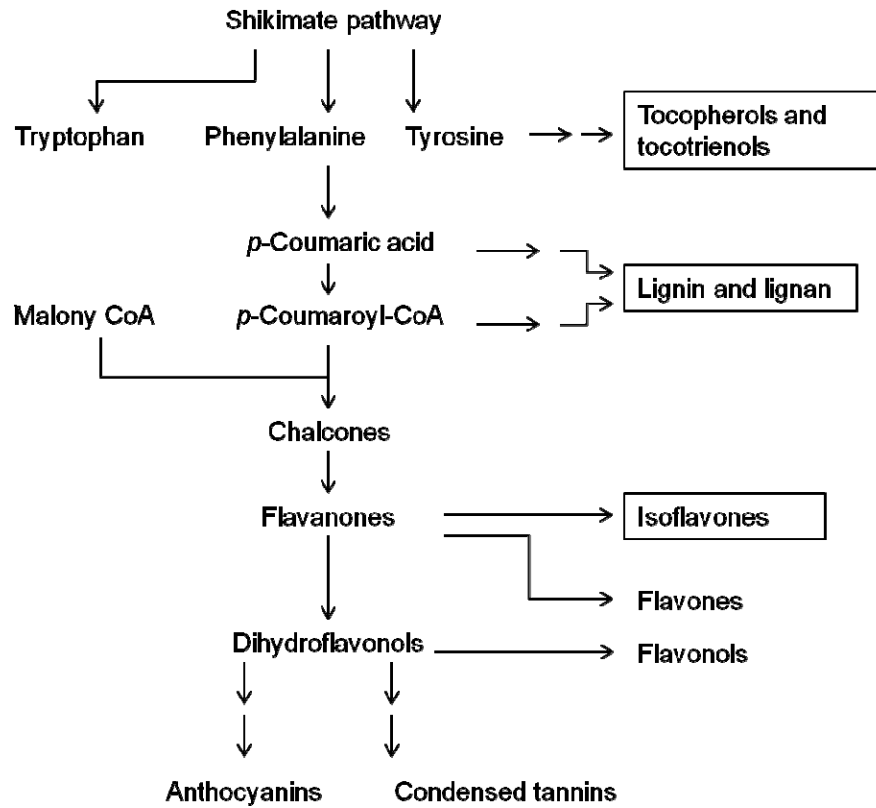 Shikimate pathway
Tryptophan
Phenylalanine
Tyrosine
Tocopherols and
tocotrienols
p-Coumaric acid
Lignin and lignan
Malony CoA
p-Coumaroyl-CoA
Chalcones
Flavanones
Isoflavones
Flavones
Dihydroflavonols
Flavonols
Anthocyanins
Condensed tannins